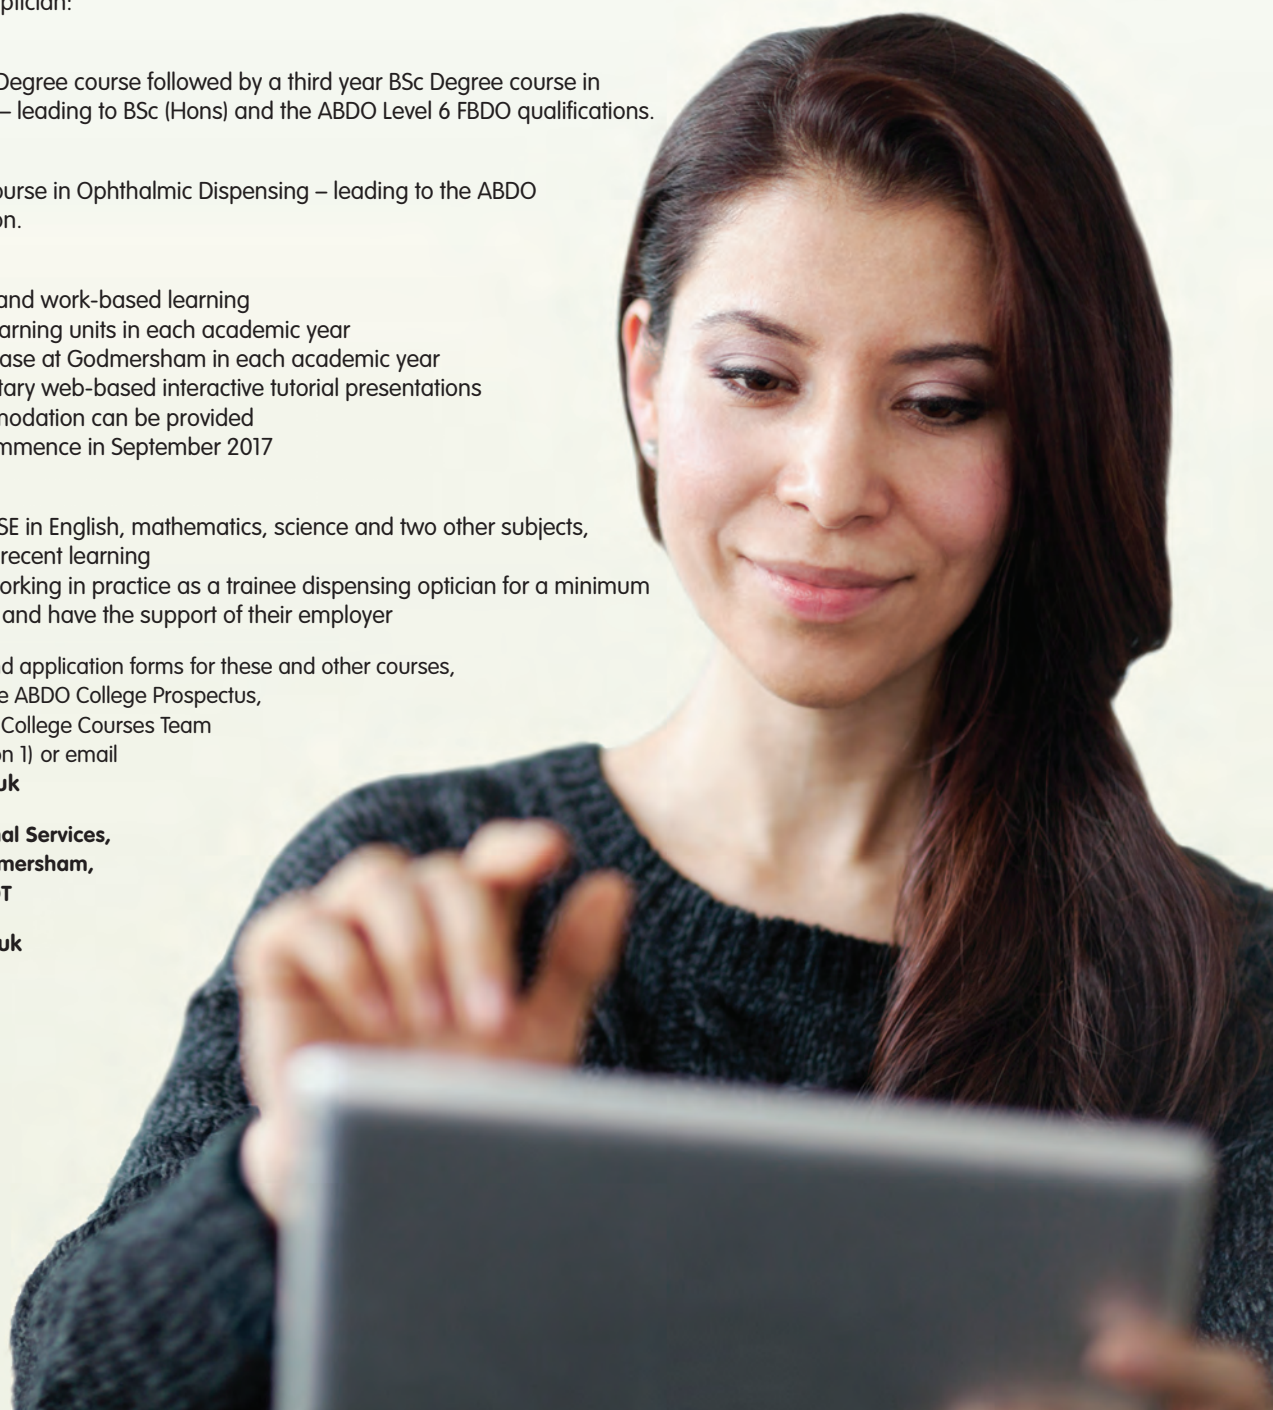 ptician:
Degree course followed by a third year BSc Degree course in
– leading to BSc (Hons) and the ABDO Level 6 FBDO qualifications.
ourse in Ophthalmic Dispensing – leading to the ABDO
on.
and work-based learning
arning units in each academic year
ase at Godmersham in each academic year
tary web-based interactive tutorial presentations
modation can be provided
mmence in September 2017
SE in English, mathematics, science and two other subjects,
recent learning
orking in practice as a trainee dispensing optician for a minimum
and have the support of their employer
d application forms for these and other courses,
e ABDO College Prospectus,
College Courses Team
on 1) or email
uk
al Services,
mersham,
T
uk